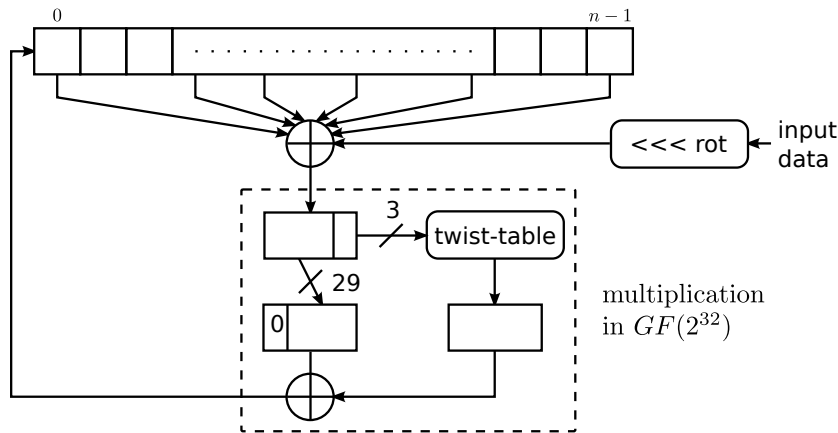 0
n − 1
<<< rot
input
data
3
twist-table
29
0
multiplication
in GF(2³²)